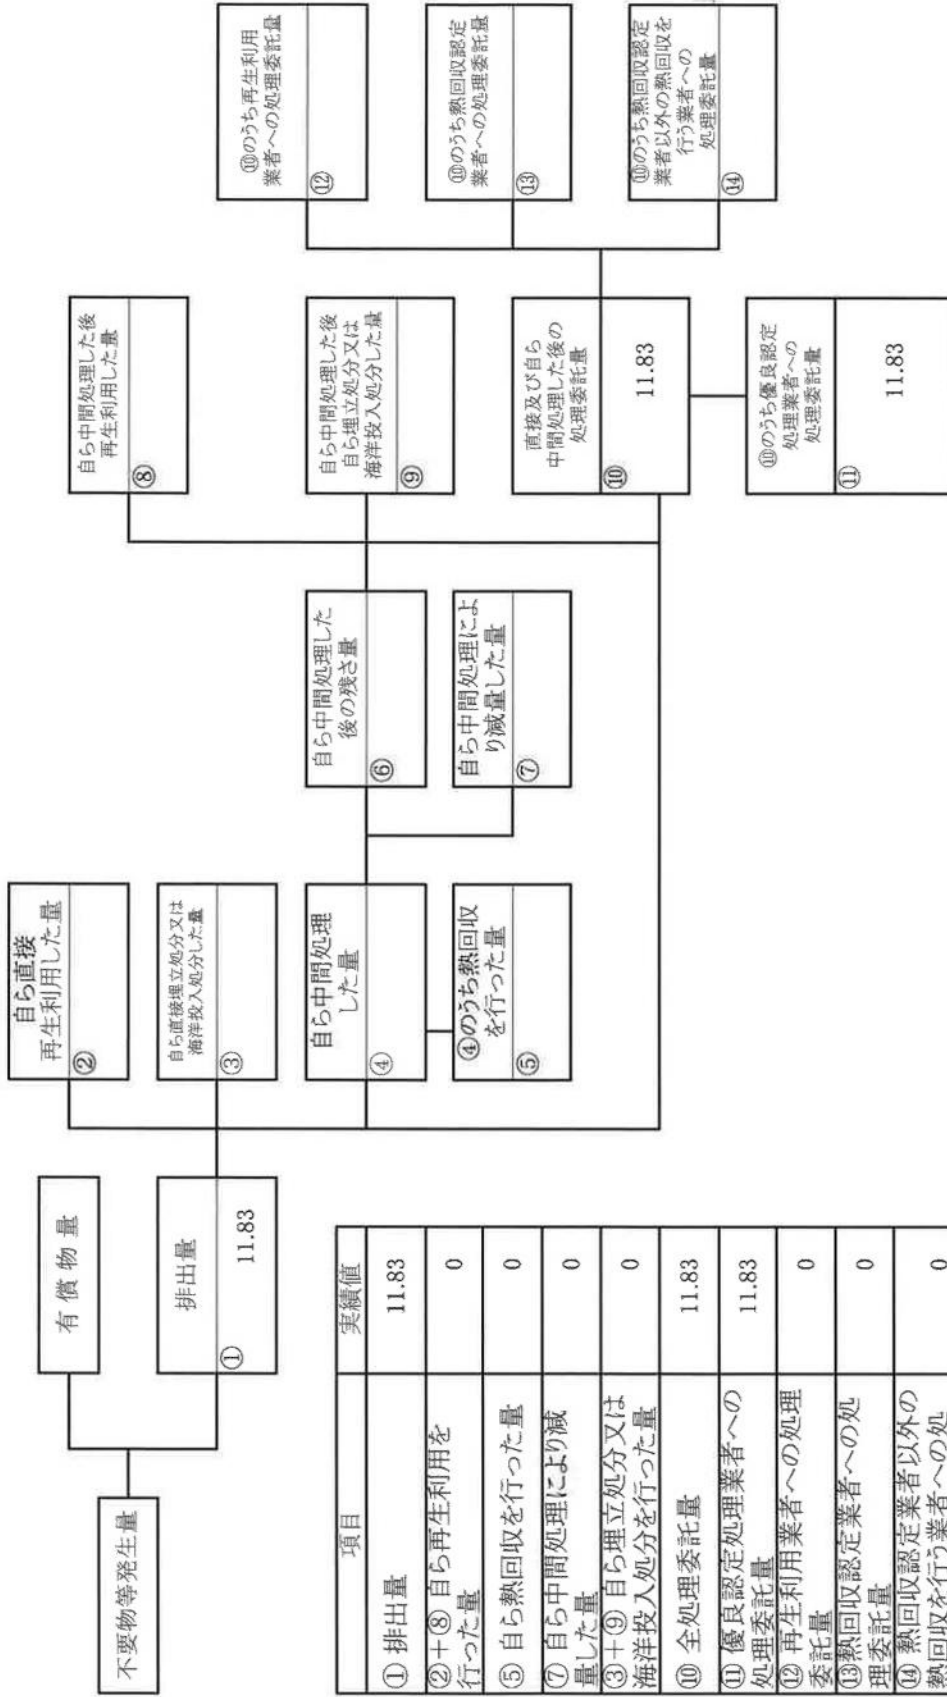 不要物等発生量
有償物量
排出量
①
11.83
自ら直接
再生利用した量
②
自ら直接埋立処分又は
海洋投入処分した量
③
自ら中間処理
した量
④
④のうち熱回収
を行った量
⑤
自ら中間処理した
後の残さ量
⑥
自ら中間処理によ
り減量した量
⑦
自ら中間処理した後
再生利用した量
⑧
自ら中間処理した後
自ら埋立処分又は
海洋投入処分した量
⑨
直接及び自ら
中間処理した後の
処理委託量
⑩
11.83
⑩のうち優良認定
処理業者への
処理委託量
⑪
11.83
⑩のうち再生利用
業者への処理委託量
⑫
⑩のうち熱回収認定
業者への処理委託量
⑬
⑩のうち熱回収認定
業者以外の熱回収を
行う業者への
処理委託量
⑭
項目 実績値
① 排出量 11.83
②+⑧ 自ら再生利用を
行った量 0
⑤ 自ら熱回収を行った量 0
⑦ 自ら中間処理により減
量した量 0
③+⑨ 自ら埋立処分又は
海洋投入処分を行った量 0
⑩ 全処理委託量 11.83
⑪ 優良認定処理業者への
処理委託量 11.83
⑫ 再生利用業者への処理
委託量 0
⑬熱回収認定業者への処
理委託量 0
⑭ 熱回収認定業者以外の
熱回収を行う業者への処 0